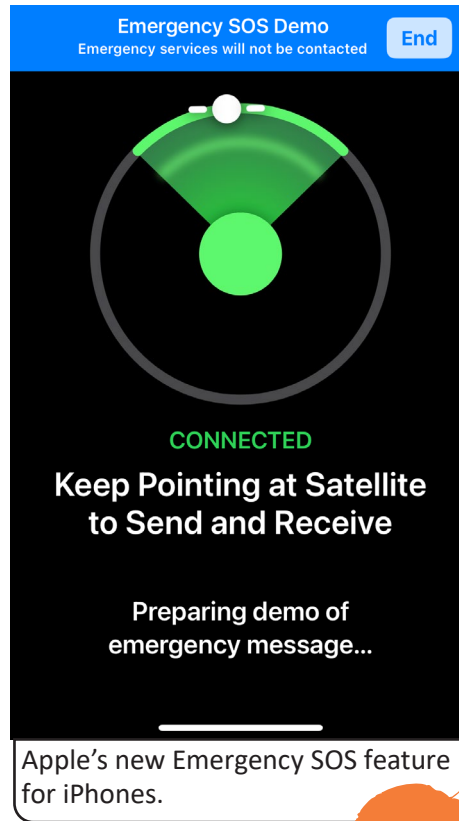 Emergency SOS Demo
Emergency services will not be contacted
End
CONNECTED
Keep Pointing at Satellite
to Send and Receive
Preparing demo of
emergency message...
Apple’s new Emergency SOS feature
for iPhones.